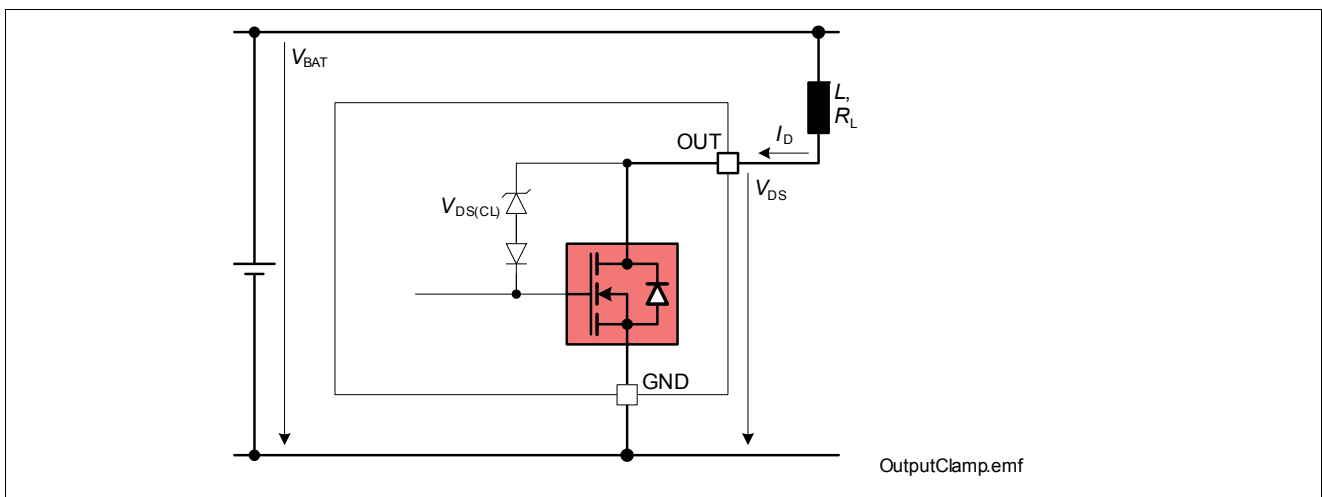 VBAT
L,
RL
OUT
ID
VDS
VDS(CL)
GND
OutputClamp.emf